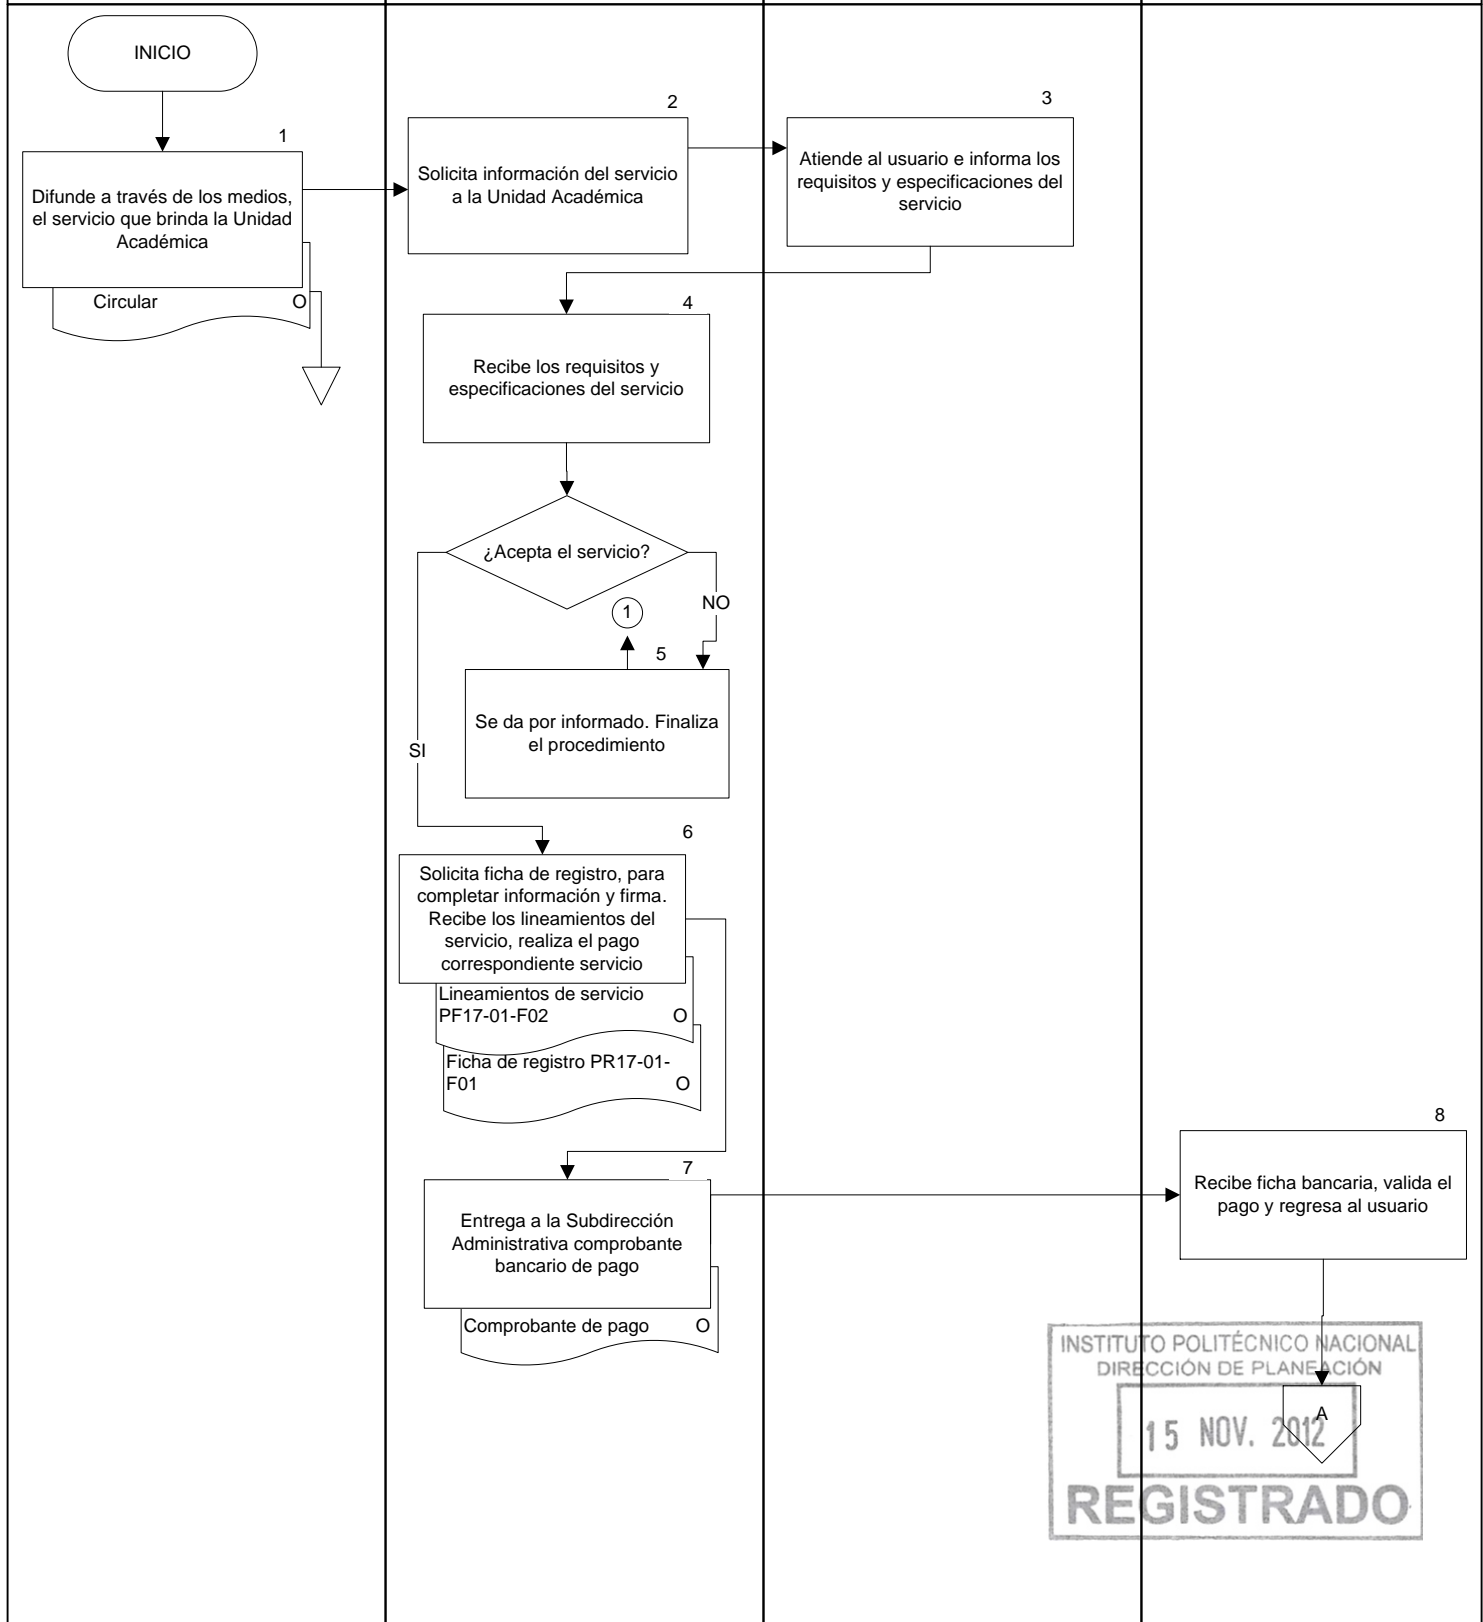 INICIO
1
Difunde a través de los medios,
el servicio que brinda la Unidad
Académica
Circular O
2
Solicita información del servicio
a la Unidad Académica
3
Atiende al usuario e informa los
requisitos y especificaciones del
servicio
4
Recibe los requisitos y
especificaciones del servicio
¿Acepta el servicio?
NO
1
5
Se da por informado. Finaliza
el procedimiento
SI
6
Solicita ficha de registro, para
completar información y firma.
Recibe los lineamientos del
servicio, realiza el pago
correspondiente servicio
Lineamientos de servicio
PF17-01-F02 O
Ficha de registro PR17-01-
F01 O
7
Entrega a la Subdirección
Administrativa comprobante
bancario de pago
Comprobante de pago O
8
Recibe ficha bancaria, valida el
pago y regresa al usuario
A
INSTITUTO POLITÉCNICO NACIONAL
DIRECCIÓN DE PLANEACIÓN
15 NOV. 2012
REGISTRADO